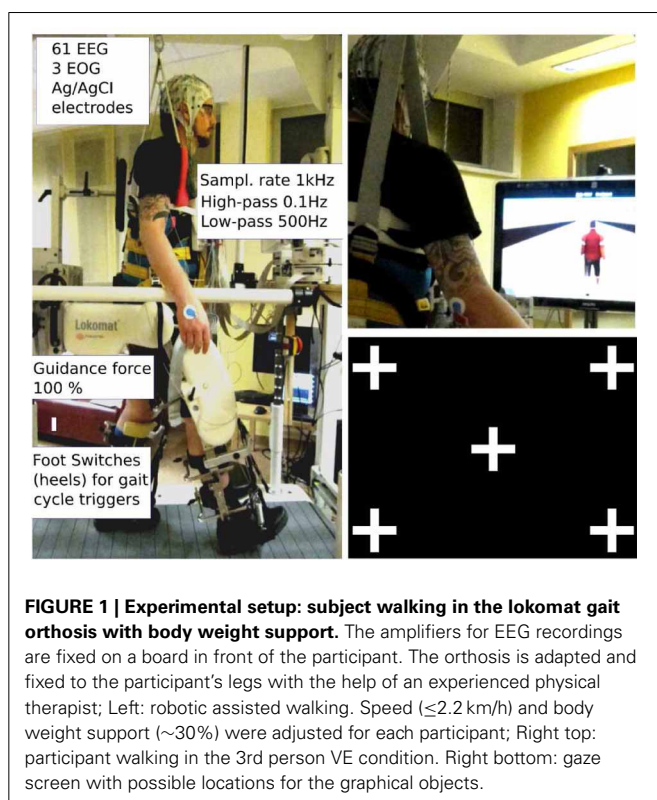 61 EEG
3 EOG
Ag/AgCl
electrodes
Sampl. rate 1kHz
High-pass 0.1Hz
Low-pass 500Hz
Lokomat
Guidance force
100 %
Foot Switches
(heels) for gait
cycle triggers
FIGURE 1 | Experimental setup: subject walking in the lokomat gait
orthosis with body weight support. The amplifiers for EEG recordings
are fixed on a board in front of the participant. The orthosis is adapted and
fixed to the participant's legs with the help of an experienced physical
therapist; Left: robotic assisted walking. Speed (≤2.2 km/h) and body
weight support (∼30%) were adjusted for each participant; Right top:
participant walking in the 3rd person VE condition. Right bottom: gaze
screen with possible locations for the graphical objects.